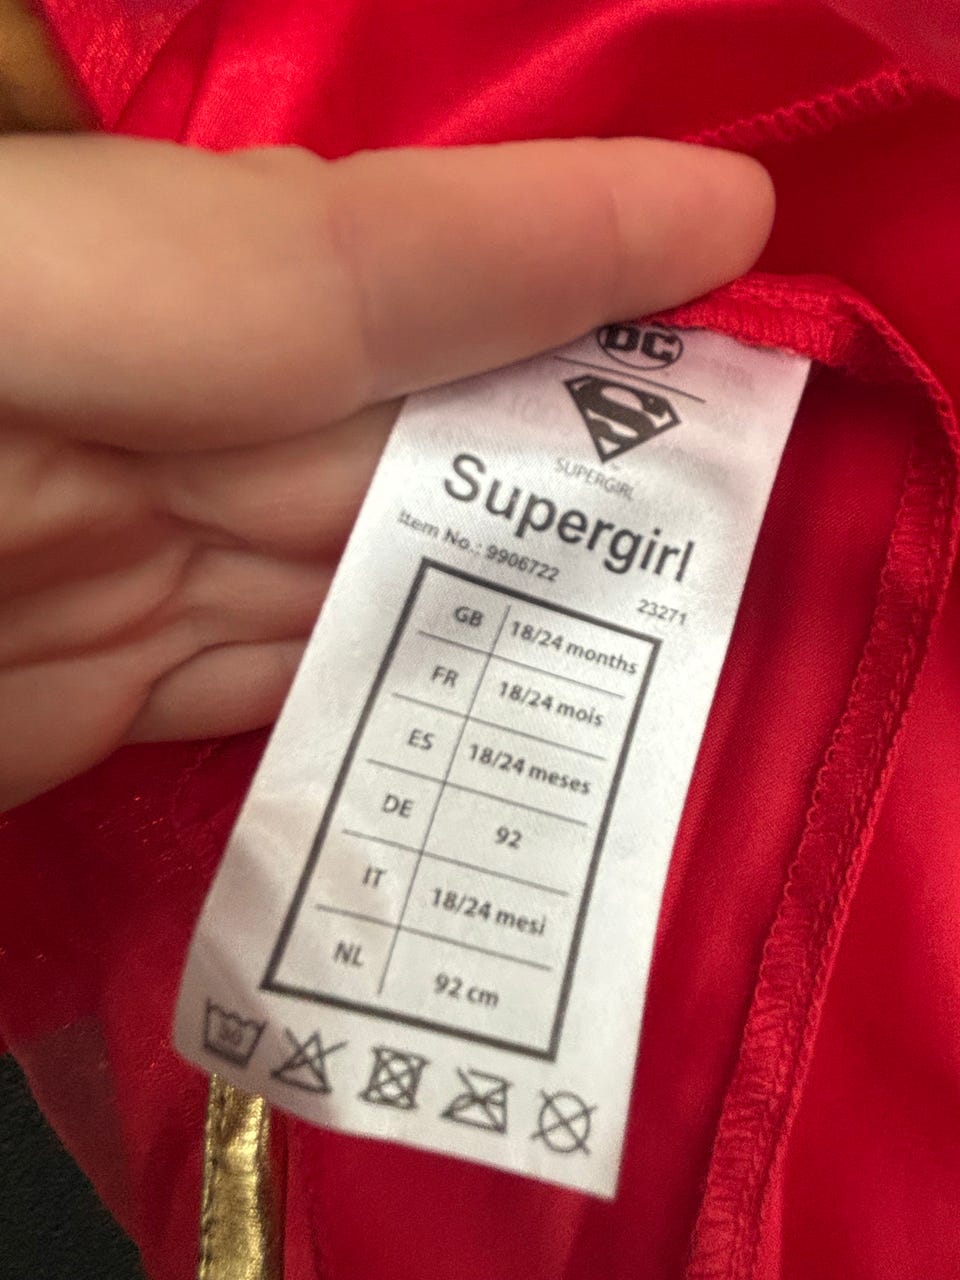 DC
S
SUPERGIRL
Supergirl
Item No.: 9906722
23271
GB 18/24 months
FR 18/24 mois
ES 18/24 meses
DE 92
IT 18/24 mesi
NL 92 cm
30